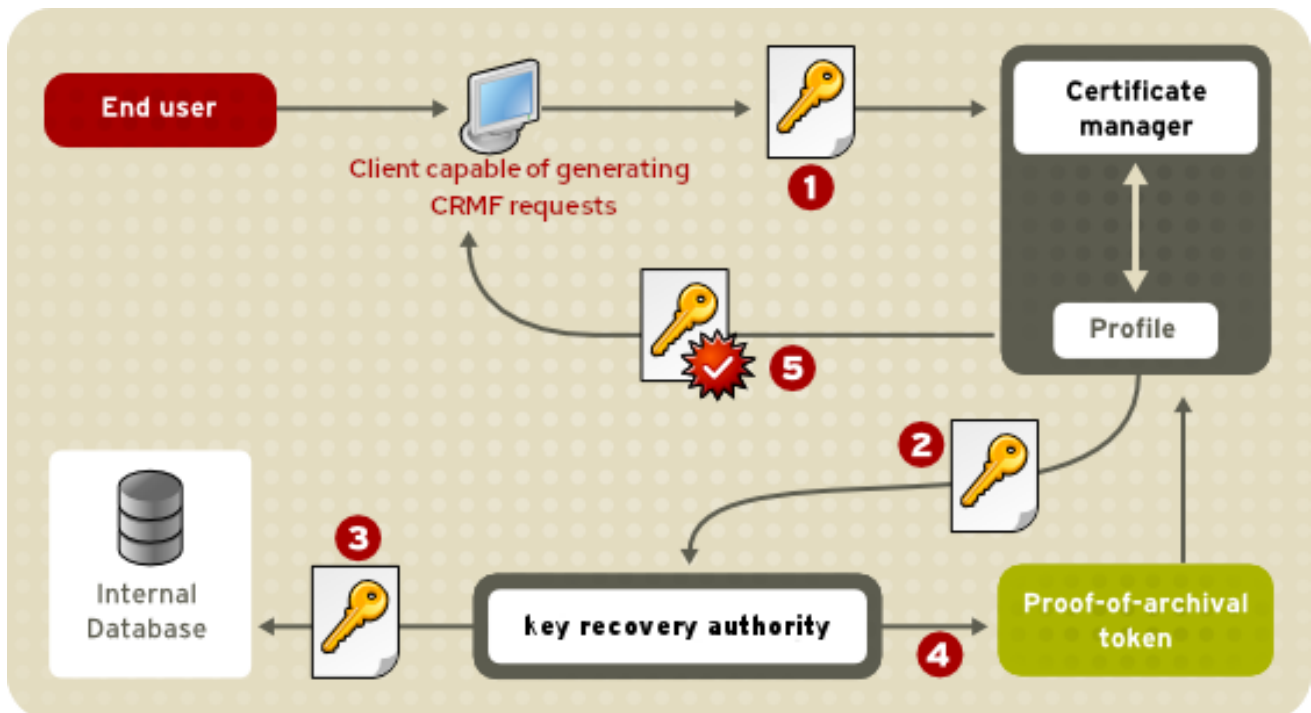 End user
Client capable of generating
CRMF requests
1
Certificate
manager
Profile
5
2
3
Internal
Database
key recovery authority
4
Proof-of-archival
token